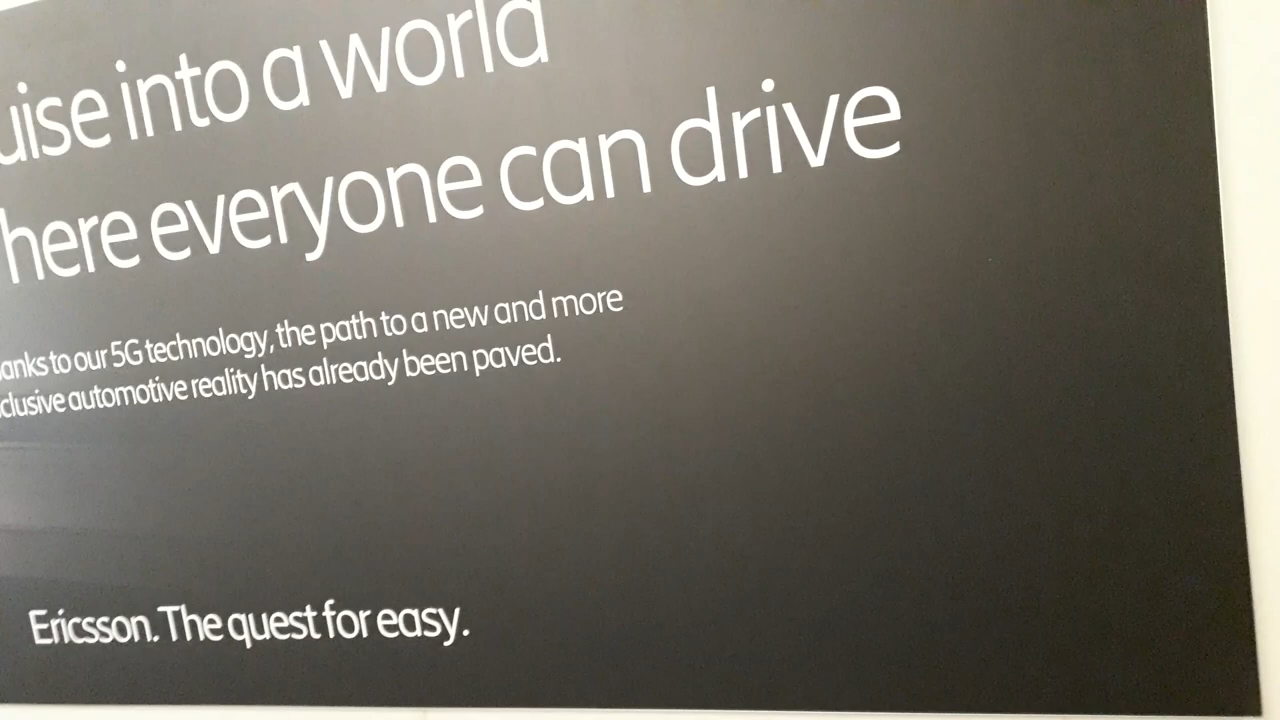 uise into a world
here everyone can drive
anks to our 5G technology, the path to a new and more
clusive automotive reality has already been paved.
Ericsson. The quest for easy.